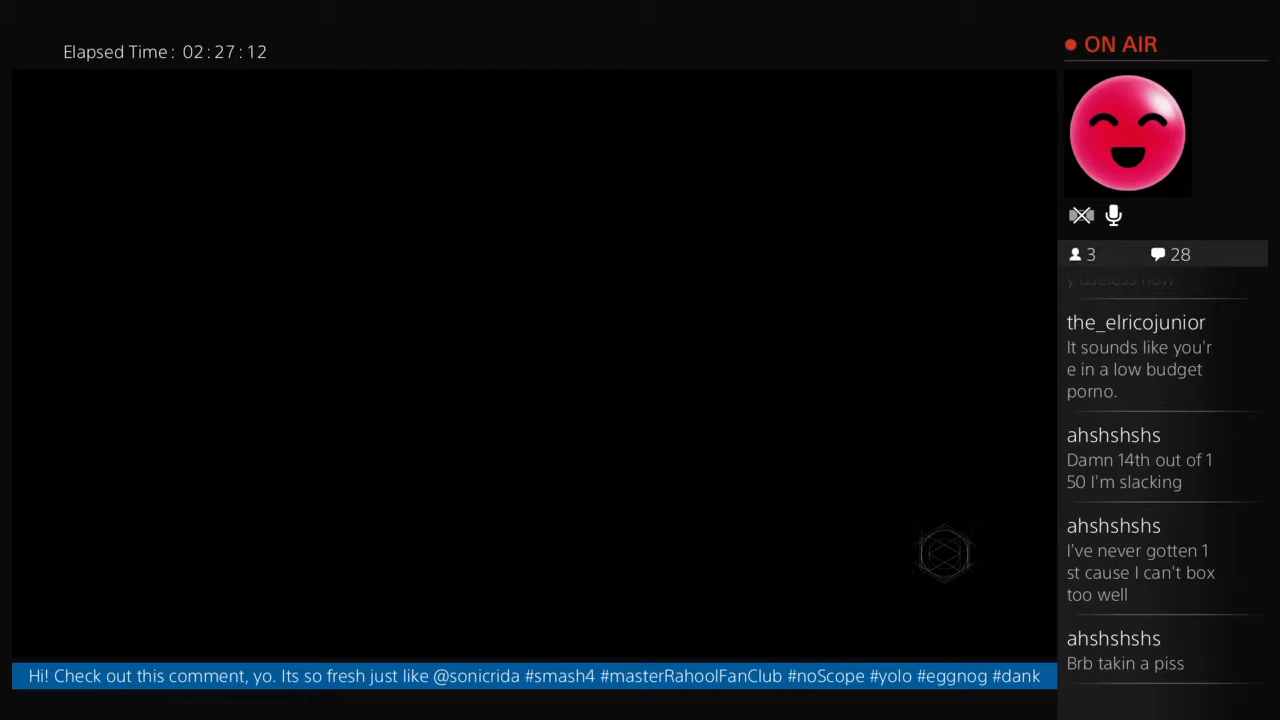 Elapsed Time: 02:27:12
ON AIR
3 28
y useless now
the_elricojunior
It sounds like you'r
e in a low budget
porno.
ahshshshs
Damn 14th out of 1
50 I'm slacking
ahshshshs
I've never gotten 1
st cause I can't box
too well
ahshshshs
Brb takin a piss
Hi! Check out this comment, yo. Its so fresh just like @sonicrida #smash4 #masterRahoolFanClub #noScope #yolo #eggnog #dank